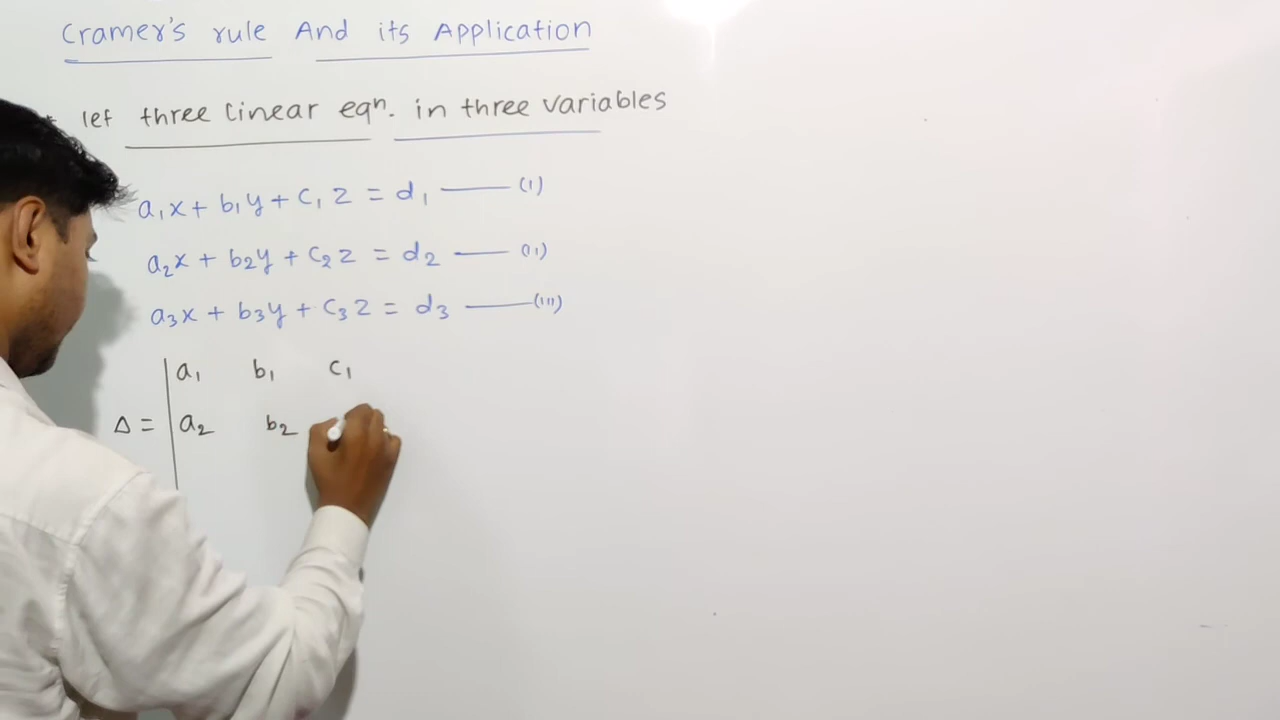 Cramer's rule And its Application
let three linear eqn. in three variables
a₁x + b₁y + c₁z = d₁ —— (i)
a₂x + b₂y + c₂z = d₂ —— (ii)
a₃x + b₃y + c₃z = d₃ —— (iii)
a₁ b₁ c₁
Δ = a₂ b₂